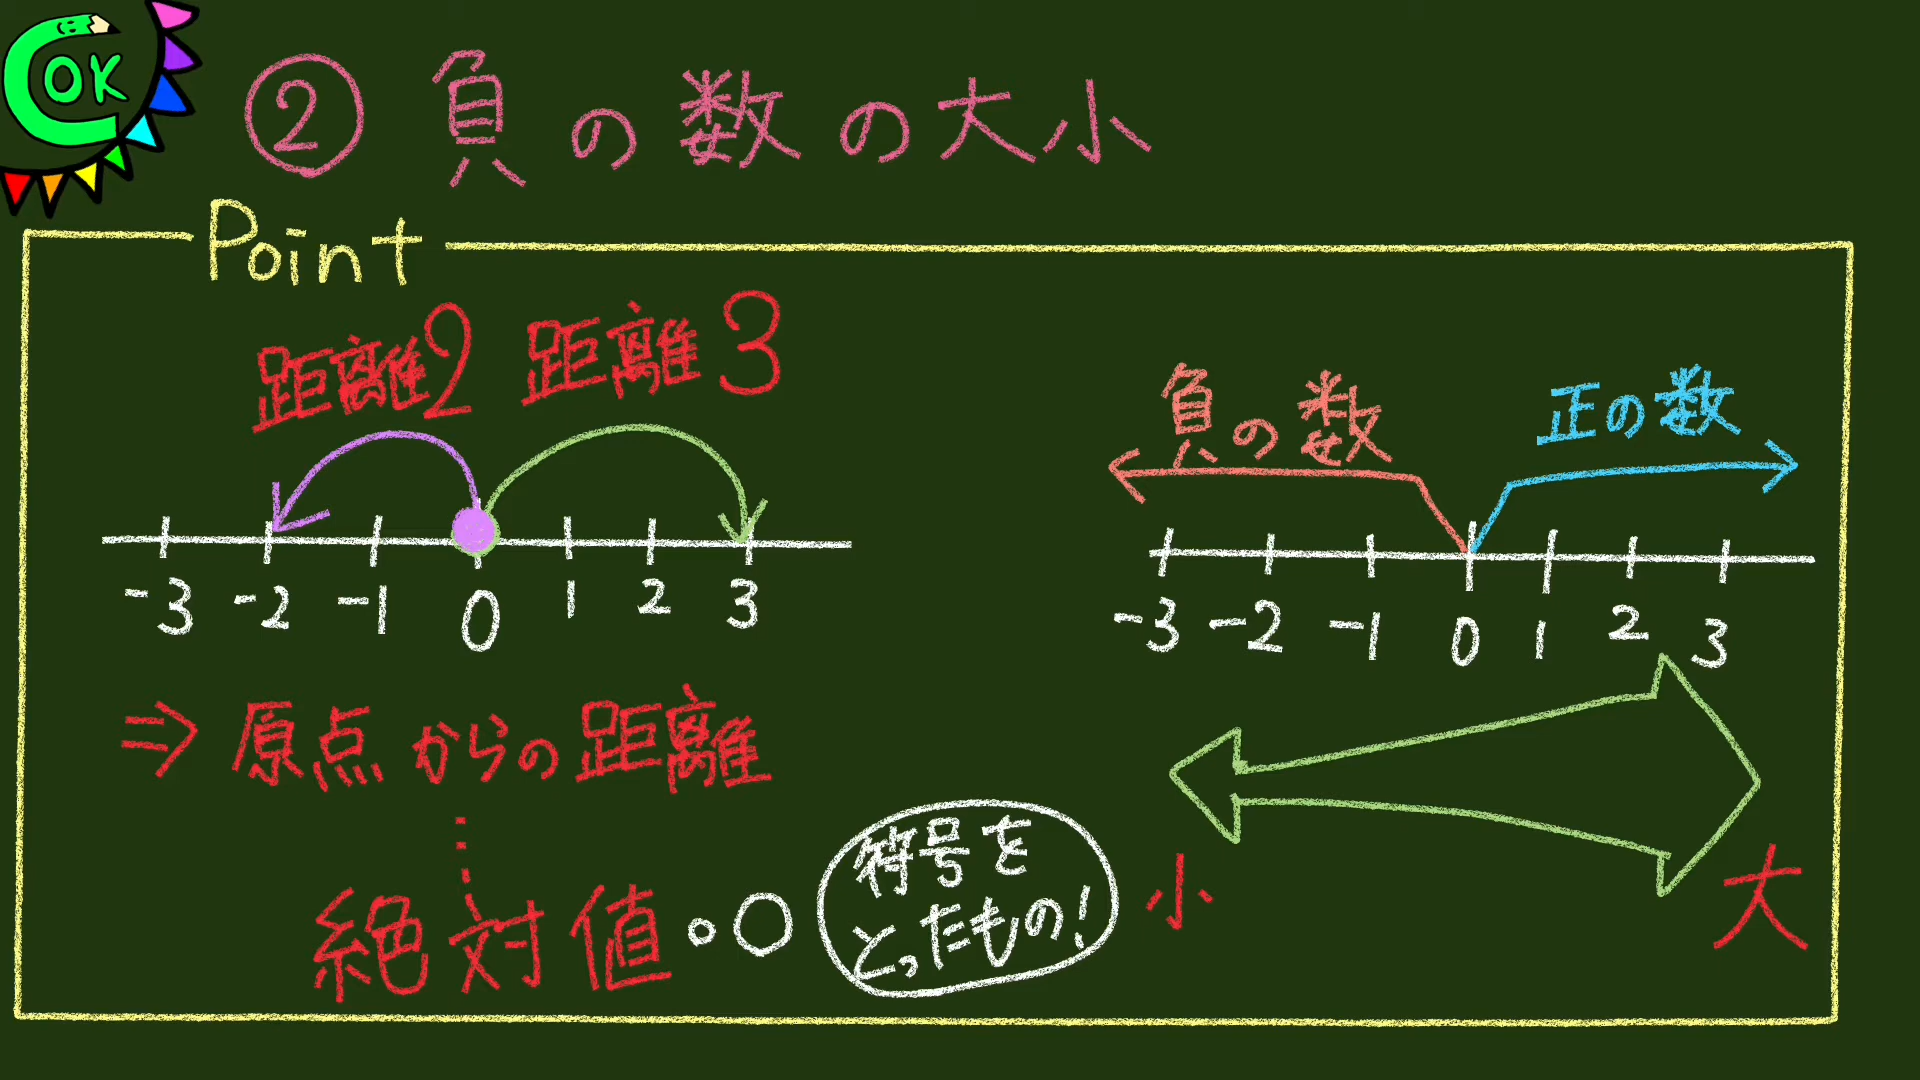 COK
② 負の数の大小
Point
距離2 距離3
-3 -2 -1 0 1 2 3
⇒ 原点からの距離
⋮
絶対値
符号を
とったもの!
負の数 正の数
-3 -2 -1 0 1 2 3
小 大